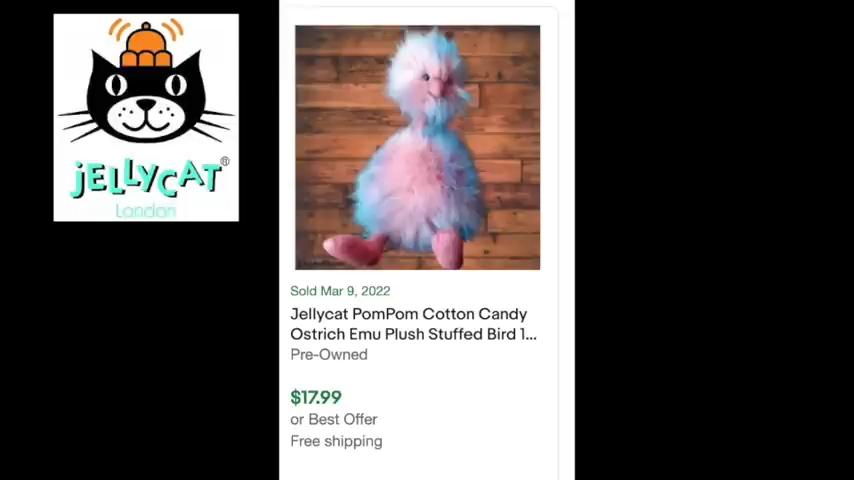 jELLYCAT®
London
Sold Mar 9, 2022
Jellycat PomPom Cotton Candy
Ostrich Emu Plush Stuffed Bird 1...
Pre-Owned
$17.99
or Best Offer
Free shipping